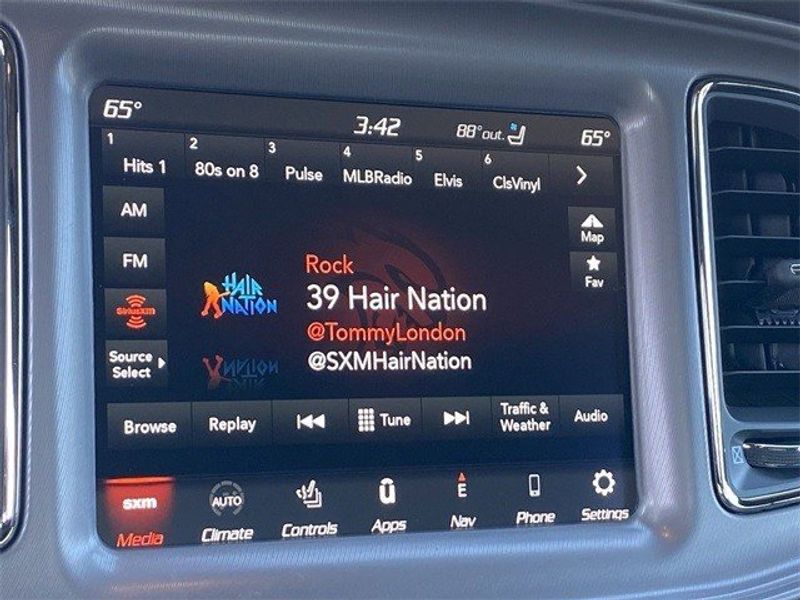 65°
3:42
88°out.
65°
1
Hits 1
2
80s on 8
3
Pulse
4
MLBRadio
5
Elvis
6
ClsVinyl
AM
FM
SiriusXM
Source
Select
Map
Fav
HAIR
NATION
Rock
39 Hair Nation
@TommyLondon
@SXMHairNation
Browse
Replay
Tune
Traffic &
Weather
Audio
sxm
Media
AUTO
Climate
Controls
Apps
E
Nav
Phone
Settings